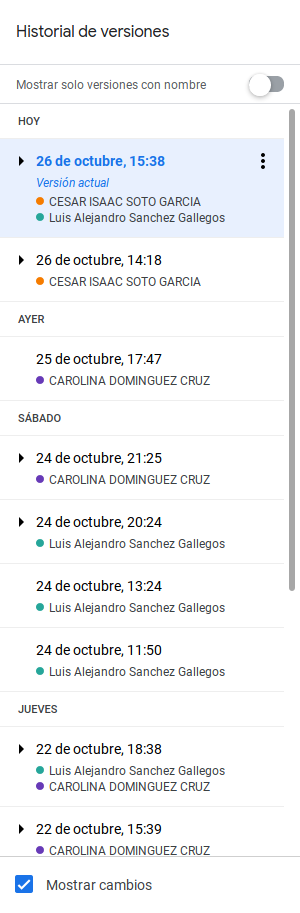 Historial de versiones
Mostrar solo versiones con nombre
HOY
26 de octubre, 15:38
Versión actual
CESAR ISAAC SOTO GARCIA
Luis Alejandro Sanchez Gallegos
26 de octubre, 14:18
CESAR ISAAC SOTO GARCIA
AYER
25 de octubre, 17:47
CAROLINA DOMINGUEZ CRUZ
SÁBADO
24 de octubre, 21:25
CAROLINA DOMINGUEZ CRUZ
24 de octubre, 20:24
Luis Alejandro Sanchez Gallegos
24 de octubre, 13:24
Luis Alejandro Sanchez Gallegos
24 de octubre, 11:50
Luis Alejandro Sanchez Gallegos
JUEVES
22 de octubre, 18:38
Luis Alejandro Sanchez Gallegos
CAROLINA DOMINGUEZ CRUZ
22 de octubre, 15:39
CAROLINA DOMINGUEZ CRUZ
Mostrar cambios